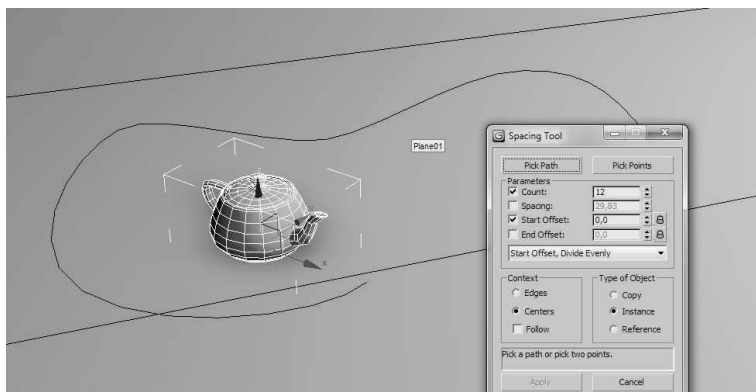 Plane01
x
Spacing Tool
Pick Path Pick Points
Parameters
Count: 12
Spacing: 29,83
Start Offset: 0,0
End Offset: 0,0
Start Offset, Divide Evenly
Context Type of Object
Edges Copy
Centers Instance
Follow Reference
Pick a path or pick two points.
Apply Cancel